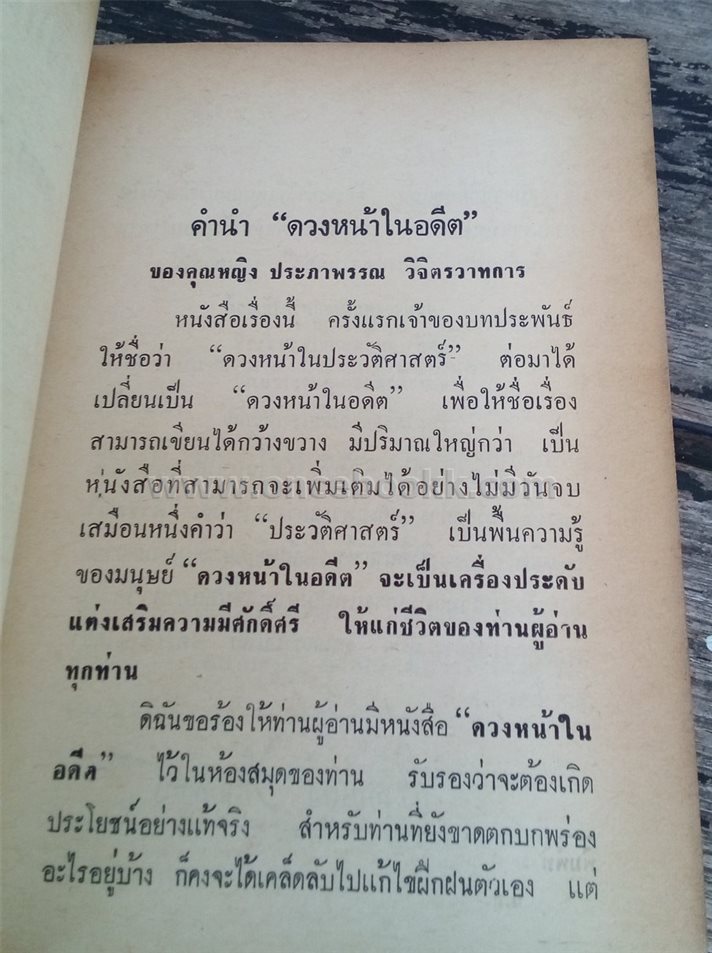 คำนำ “ดวงหน้าในอดีต”
ของคุณหญิง ประภาพรรณ วิจิตรวาทการ
หนังสือเรื่องนี้ ครั้งแรกเจ้าของบทประพันธ์
ให้ชื่อว่า “ดวงหน้าในประวัติศาสตร์” ต่อมาได้
เปลี่ยนเป็น “ดวงหน้าในอดีต” เพื่อให้ชื่อเรื่อง
สามารถเขียนได้กว้างขวาง มีปริมาณใหญ่กว่า เป็น
หนังสือที่สามารถจะเพิ่มเติมได้อย่างไม่มีวันจบ
เสมือนหนึ่งคำว่า “ประวัติศาสตร์” เป็นพื้นความรู้
ของมนุษย์ “ดวงหน้าในอดีต” จะเป็นเครื่องประดับ
แต่งเสริมความมีศักดิ์ศรี ให้แก่ชีวิตของท่านผู้อ่าน
ทุกท่าน
ดิฉันขอร้องให้ท่านผู้อ่านมีหนังสือ “ดวงหน้าใน
อดีต” ไว้ในห้องสมุดของท่าน รับรองว่าจะต้องเกิด
ประโยชน์อย่างแท้จริง สำหรับท่านที่ยังขาดตกบกพร่อง
อะไรอยู่บ้าง ก็คงจะได้เคล็ดลับไปแก้ไขฝึกฝนตัวเอง แต่